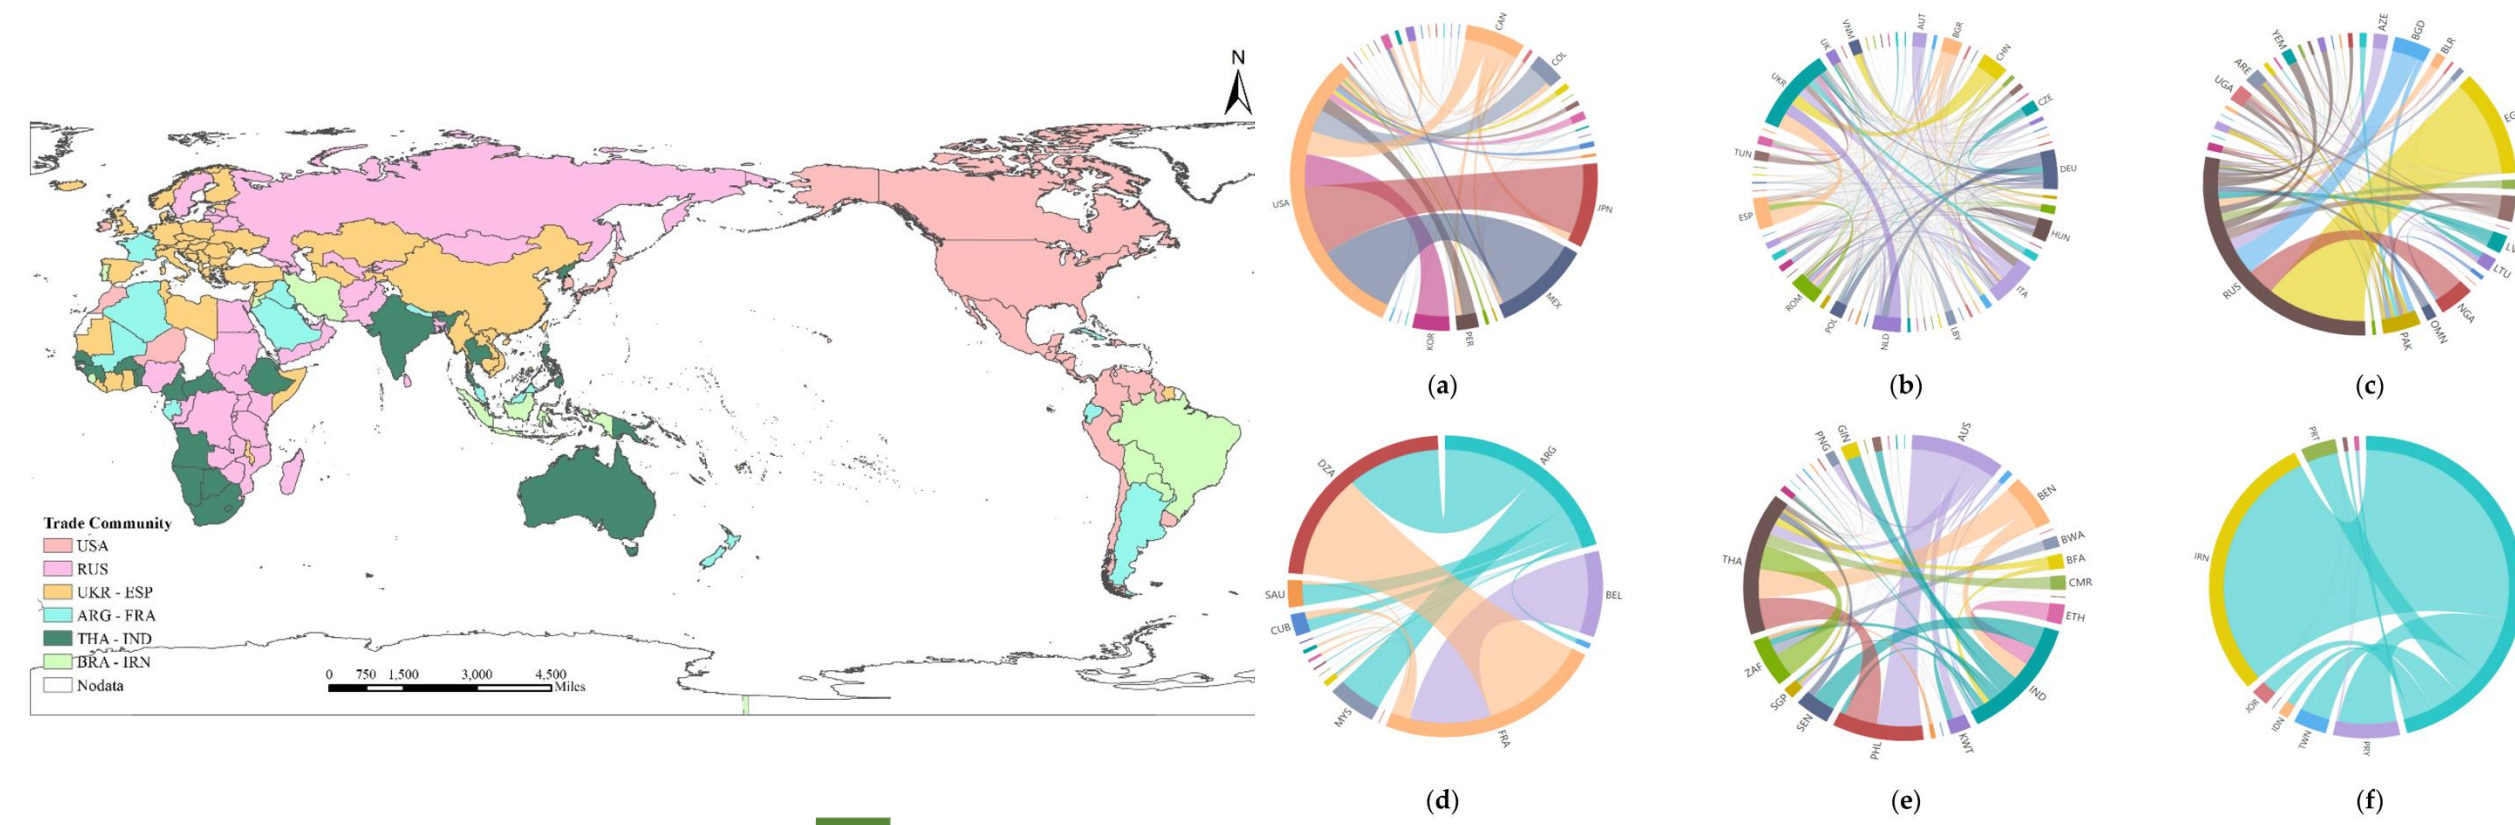 N
Trade Community
USA
RUS
UKR - ESP
ARG - FRA
THA - IND
BRA - IRN
Nodata
0 750 1,500 3,000 4,500
Miles
CAN
COL
JPN
MEX
PER
KOR
USA
(a)
AUT
BGR
CHN
CZE
DEU
HUN
ITA
LBY
NLD
POL
ROM
ESP
TUN
UKR
UK
VNM
(b)
AZE
BGD
BLR
LTU
NGA
OMN
PAK
RUS
UGA
ARE
YEM
(c)
ARG
BEL
FRA
MYS
CUB
SAU
DZA
(d)
AUS
BEN
BWA
BFA
CMR
ETH
IND
KWT
PHL
SEN
SGP
ZAF
THA
PNG
GIN
(e)
PRT
IRN
JOR
IDN
TWN
PRY
(f)